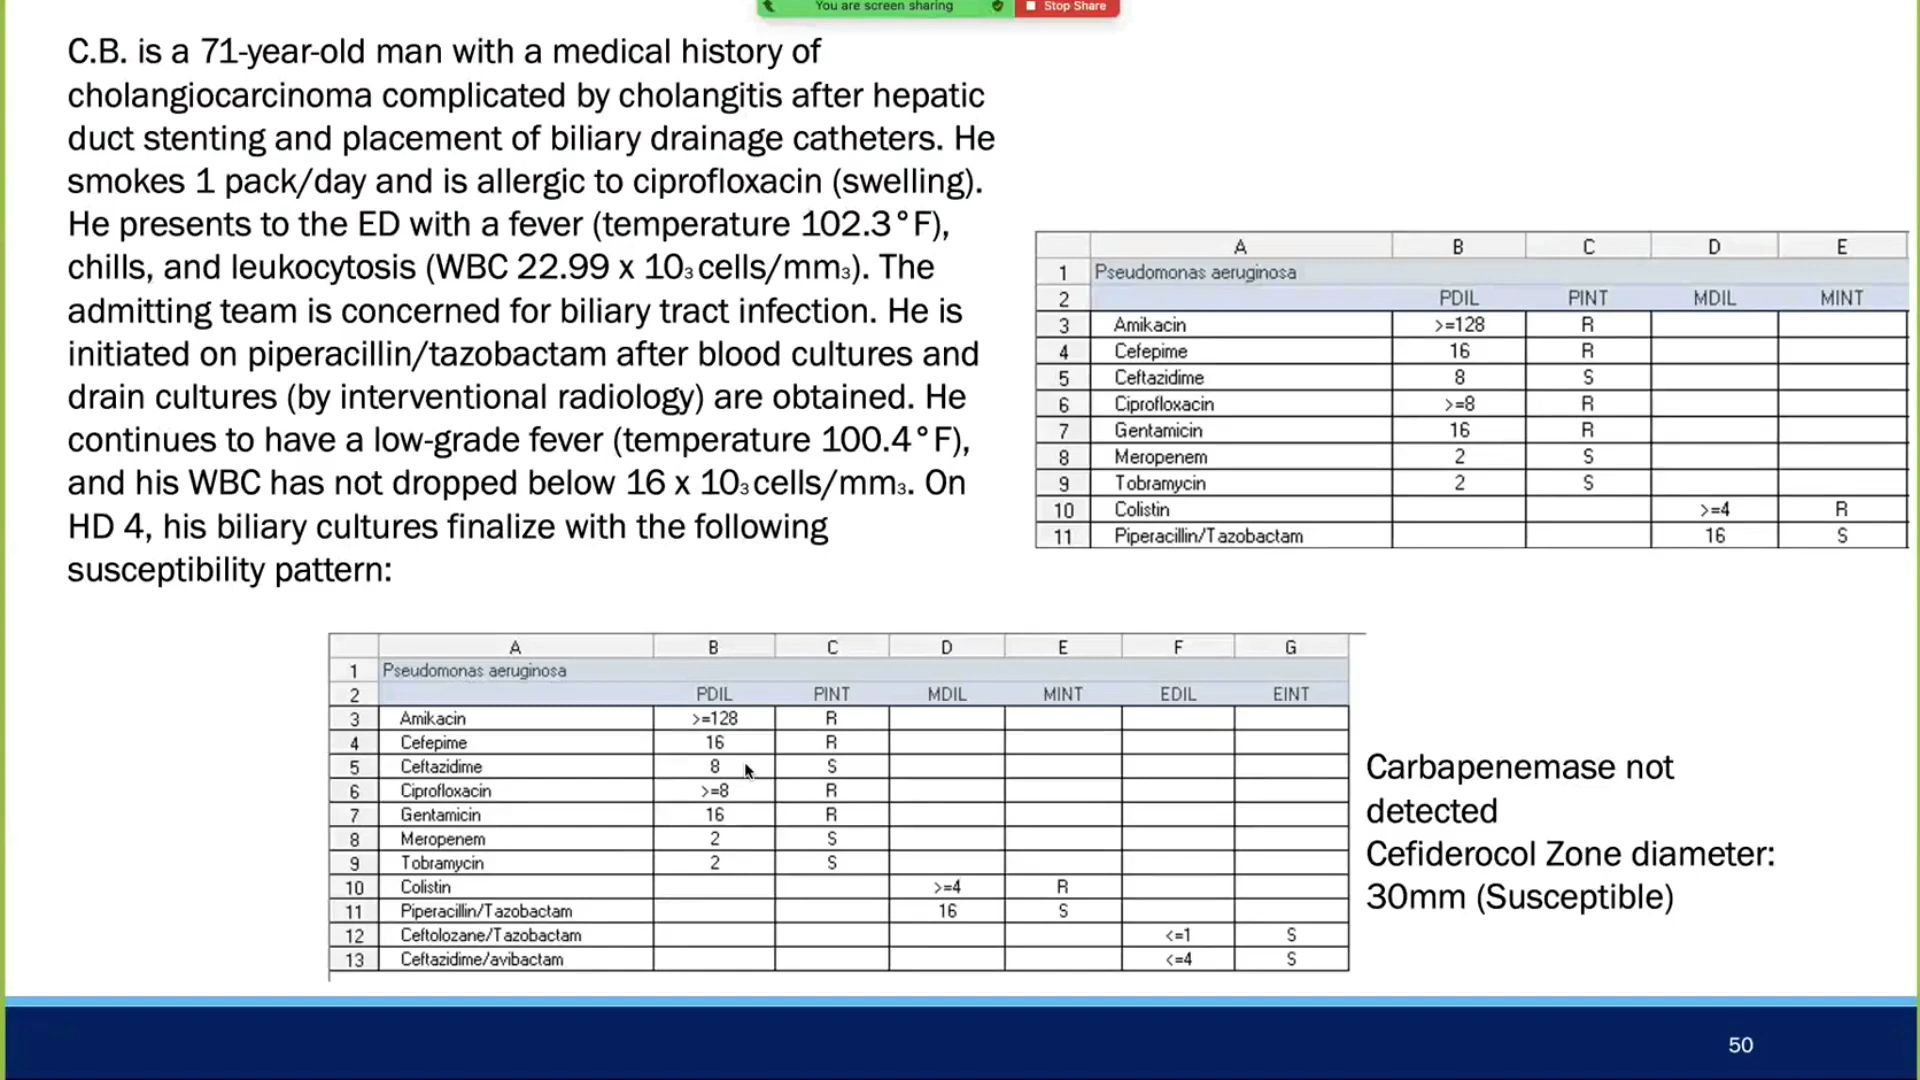 You are screen sharing
Stop Share
C.B. is a 71-year-old man with a medical history of
cholangiocarcinoma complicated by cholangitis after hepatic
duct stenting and placement of biliary drainage catheters. He
smokes 1 pack/day and is allergic to ciprofloxacin (swelling).
He presents to the ED with a fever (temperature 102.3°F),
chills, and leukocytosis (WBC 22.99 x 10₃ cells/mm₃). The
admitting team is concerned for biliary tract infection. He is
initiated on piperacillin/tazobactam after blood cultures and
drain cultures (by interventional radiology) are obtained. He
continues to have a low-grade fever (temperature 100.4°F),
and his WBC has not dropped below 16 x 10₃ cells/mm₃. On
HD 4, his biliary cultures finalize with the following
susceptibility pattern:
A B C D E
1 Pseudomonas aeruginosa
2 PDIL PINT MDIL MINT
3 Amikacin >=128 R
4 Cefepime 16 R
5 Ceftazidime 8 S
6 Ciprofloxacin >=8 R
7 Gentamicin 16 R
8 Meropenem 2 S
9 Tobramycin 2 S
10 Colistin >=4 R
11 Piperacillin/Tazobactam 16 S
A B C D E F G
1 Pseudomonas aeruginosa
2 PDIL PINT MDIL MINT EDIL EINT
3 Amikacin >=128 R
4 Cefepime 16 R
5 Ceftazidime 8 S
6 Ciprofloxacin >=8 R
7 Gentamicin 16 R
8 Meropenem 2 S
9 Tobramycin 2 S
10 Colistin >=4 R
11 Piperacillin/Tazobactam 16 S
12 Ceftolozane/Tazobactam <=1 S
13 Ceftazidime/avibactam <=4 S
Carbapenemase not
detected
Cefiderocol Zone diameter:
30mm (Susceptible)
50